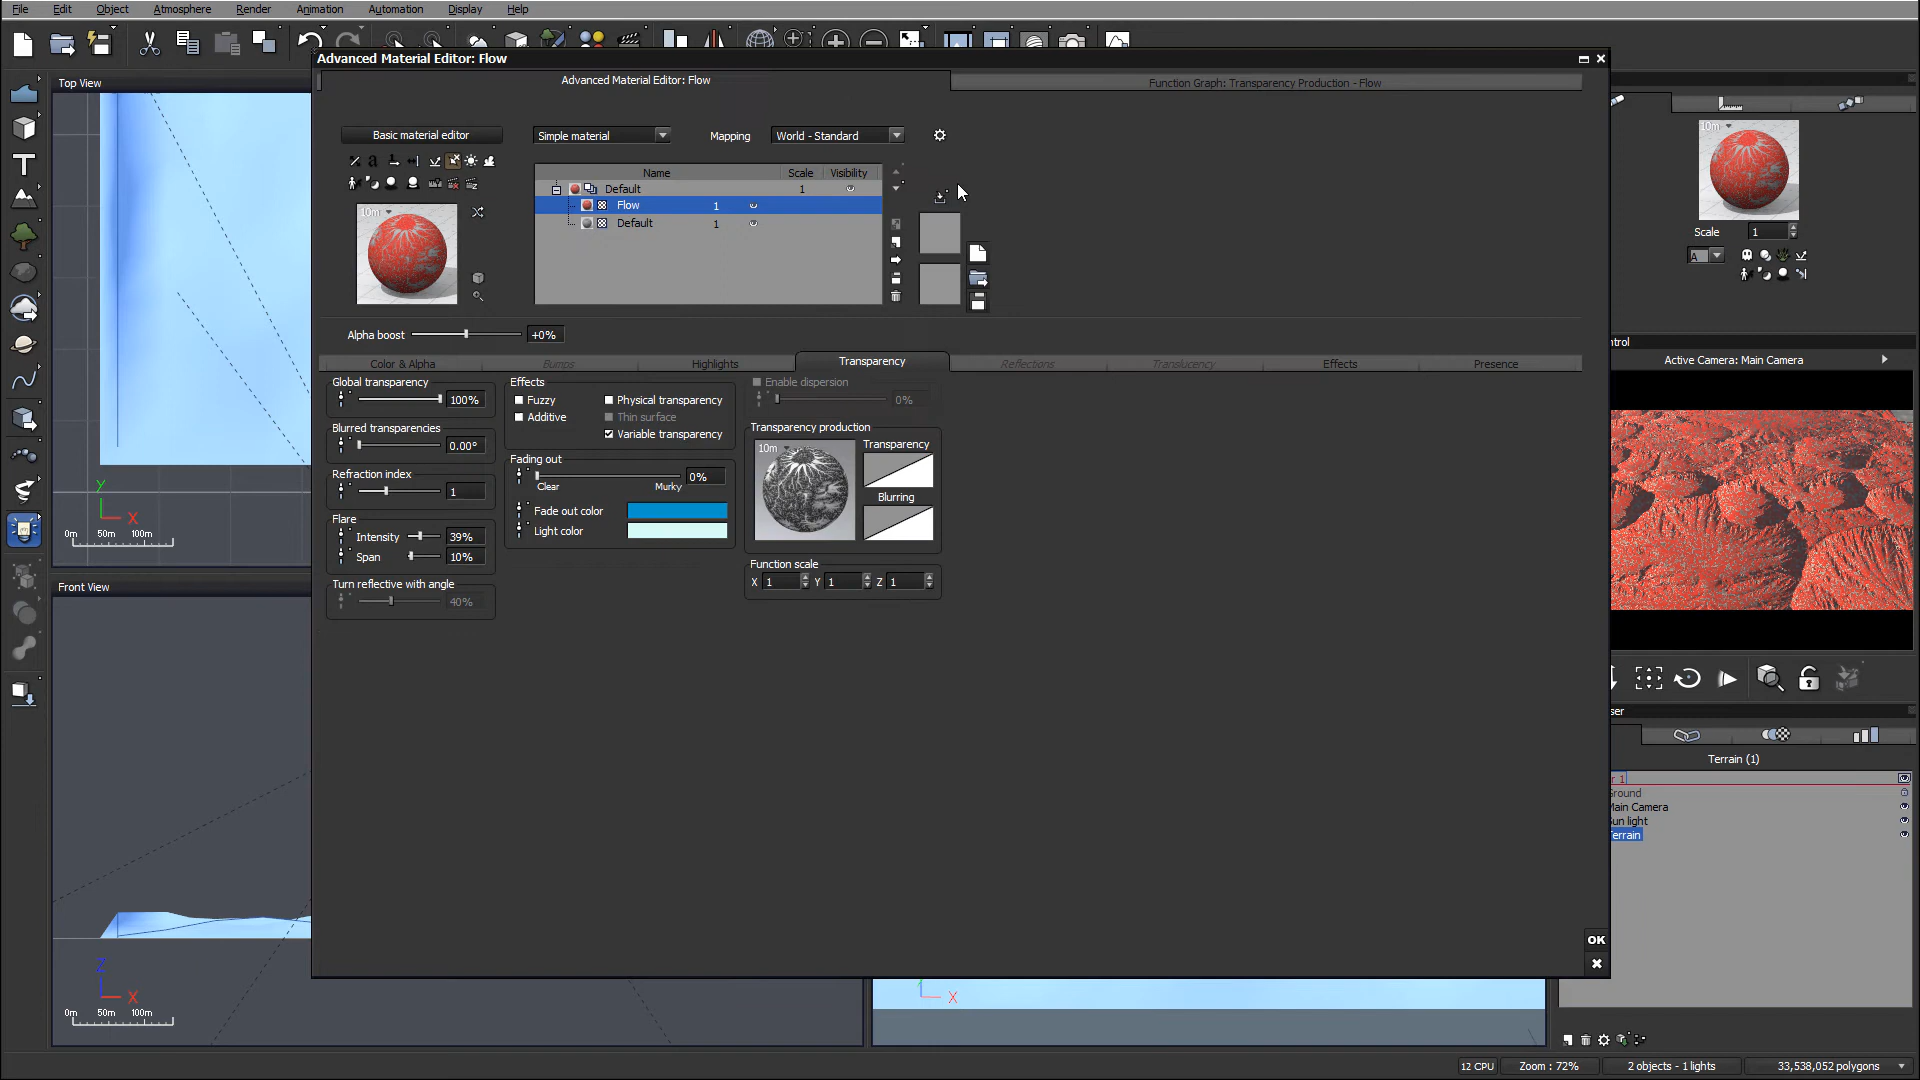 File Edit Object Atmosphere Render Animation Automation Display Help
Top View
Advanced Material Editor: Flow
Advanced Material Editor: Flow
Function Graph: Transparency Production - Flow
Basic material editor
Simple material
Mapping
World - Standard
Name Scale Visibility
Default 1
Flow 1
Default 1
10m
Alpha boost +0%
Color & Alpha Bumps Highlights Transparency Reflections Translucency Effects Presence
Global transparency
100%
Blurred transparencies
0.00°
Refraction index
1
Flare
Intensity 39%
Span 10%
Turn reflective with angle
40%
Effects
Fuzzy Physical transparency
Additive Thin surface
Variable transparency
Fading out
0%
Clear Murky
Fade out color
Light color
Enable dispersion
0%
Transparency production
10m
Transparency
Blurring
Function scale
X 1 Y 1 Z 1
OK
10m
Scale 1
A
ntrol
Active Camera: Main Camera
ser
Terrain (1)
r 1
Ground
Main Camera
Sun light
Terrain
Y
X
0m 50m 100m
Front View
Z
X
0m 50m 100m
X
12 CPU Zoom : 72% 2 objects - 1 lights 33,538,052 polygons